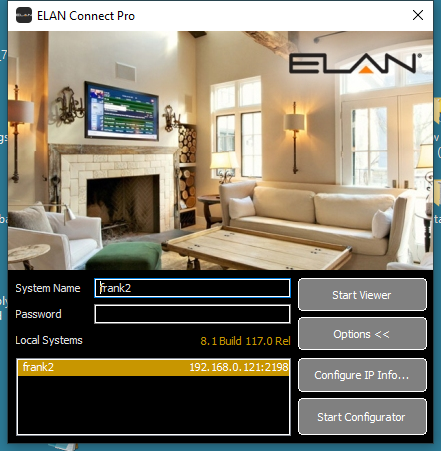 ELAN Connect Pro
ELAN®
System Name
frank2
Start Viewer
Password
Options <<
Local Systems
8.1 Build 117.0 Rel
frank2 192.168.0.121:2198
Configure IP Info...
Start Configurator